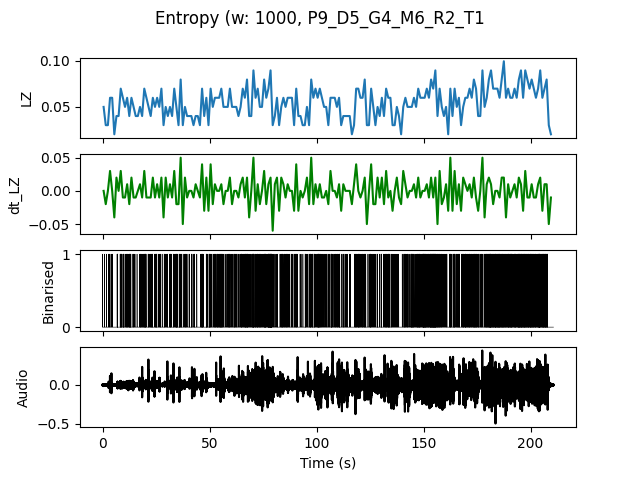 Entropy (w: 1000, P9_D5_G4_M6_R2_T1
0.10
0.05
LZ
0.05
0.00
−0.05
dt_LZ
1
0
Binarised
0.0
−0.5
Audio
0 50 100 150 200
Time (s)